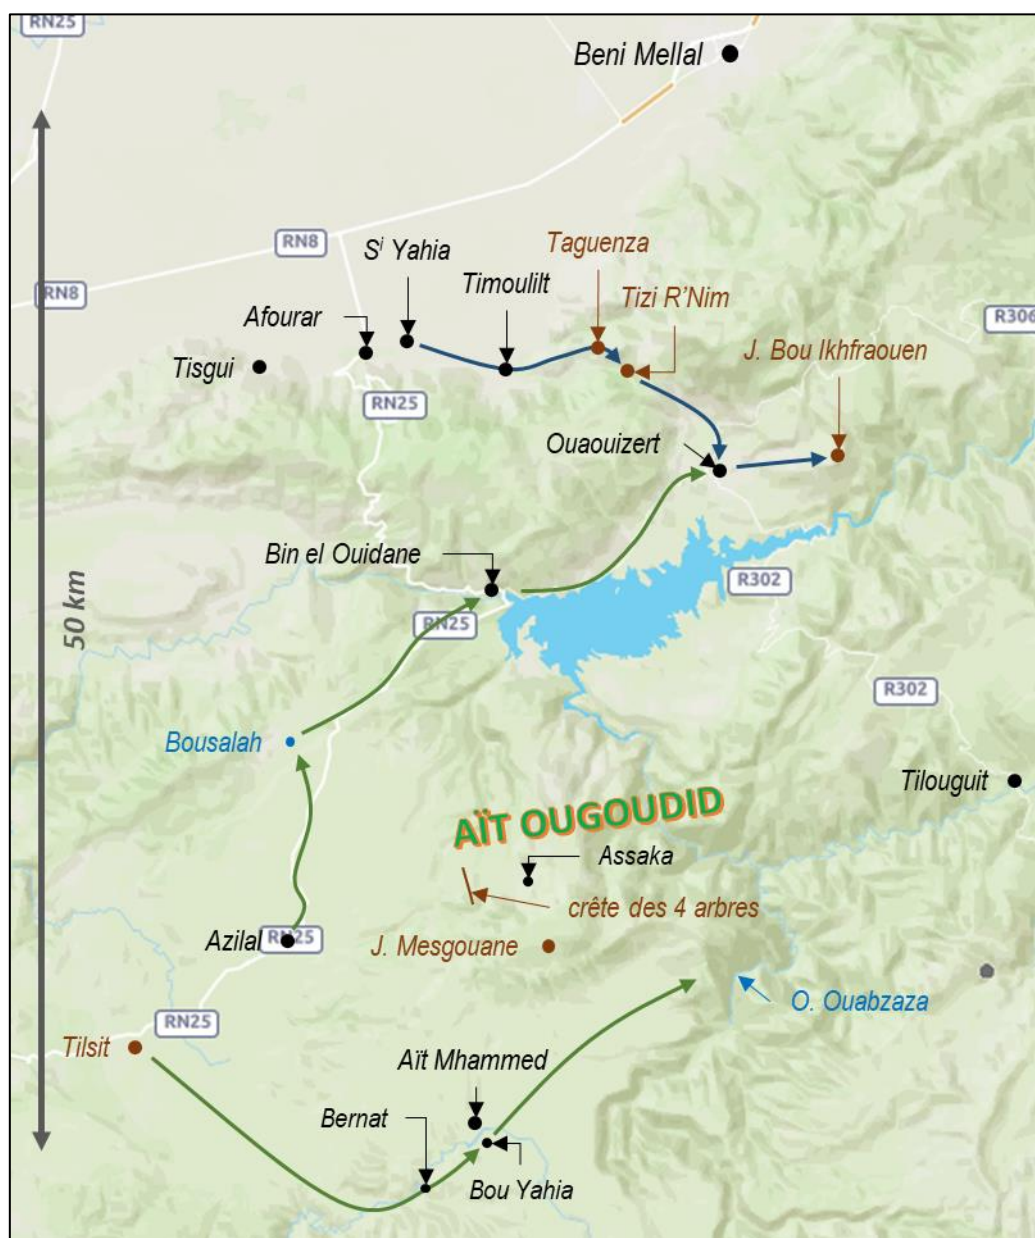 RN25
Beni Mellal
RN8
Sⁱ Yahia
Taguenza
RN8
Timoulilt
Tizi R'Nim
R306
Afourar
J. Bou Ikhfraouen
Tisgui
RN25
Ouaouizert
Bin el Ouidane
R302
50 km
RN25
R302
Bousalah
Tilouguit
AÏT OUGOUDID
Assaka
crête des 4 arbres
Azilal
RN25
J. Mesgouane
O. Ouabzaza
RN25
Tilsit
Aït Mhammed
Bernat
Bou Yahia